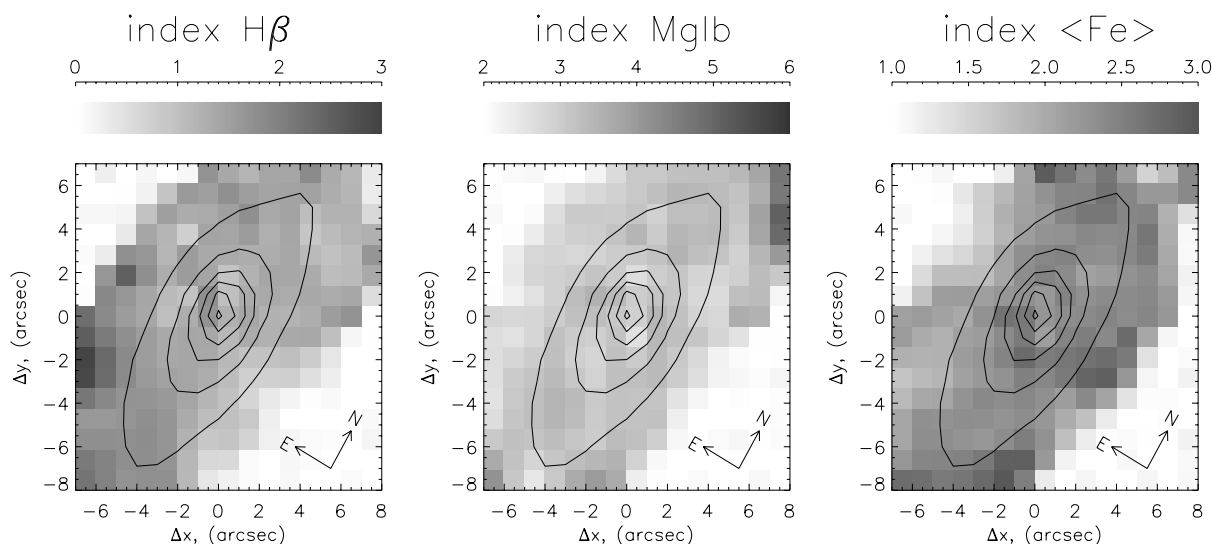 index Hβ
0 1 2 3
6
4
2
0
−2
−4
−6
−8
Δy, (arcsec)
N
E
−6 −4 −2 0 2 4 6 8
Δx, (arcsec)
index MgIb
2 3 4 5 6
6
4
2
0
−2
−4
−6
−8
Δy, (arcsec)
N
E
−6 −4 −2 0 2 4 6 8
Δx, (arcsec)
index <Fe>
1.0 1.5 2.0 2.5 3.0
6
4
2
0
−2
−4
−6
−8
Δy, (arcsec)
N
E
−6 −4 −2 0 2 4 6 8
Δx, (arcsec)